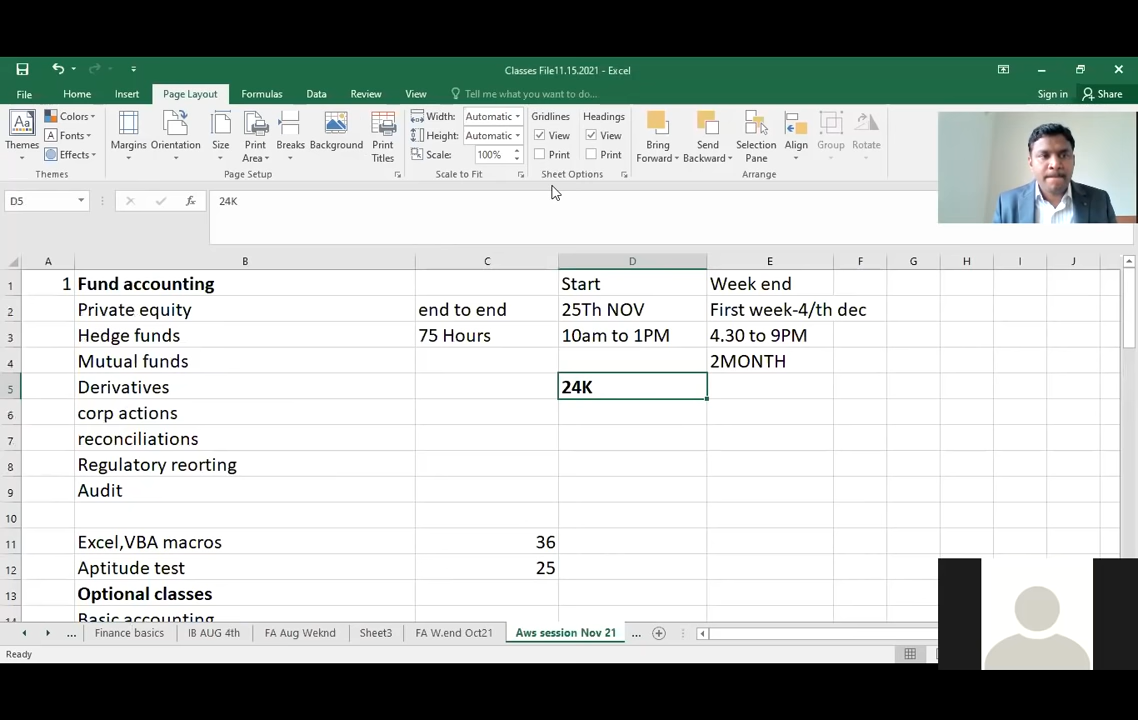 Classes File11.15.2021 - Excel
File Home Insert Page Layout Formulas Data Review View Tell me what you want to do... Sign in Share
Themes Colors Fonts Effects Themes
Margins Orientation Size Print Area Breaks Background Print Titles Page Setup
Width: Automatic
Height: Automatic
Scale: 100%
Scale to Fit
Gridlines Headings
View View
Print Print
Sheet Options
Bring Forward Send Backward Selection Pane Align Group Rotate
Arrange
D5 fx 24K
A B C D E F G H I J
1 1 Fund accounting Start Week end
2 Private equity end to end 25Th NOV First week-4/th dec
3 Hedge funds 75 Hours 10am to 1PM 4.30 to 9PM
4 Mutual funds 2MONTH
5 Derivatives 24K
6 corp actions
7 reconciliations
8 Regulatory reorting
9 Audit
10
11 Excel,VBA macros 36
12 Aptitude test 25
13 Optional classes
14 Basic accounting
... Finance basics IB AUG 4th FA Aug Weknd Sheet3 FA W.end Oct21 Aws session Nov 21 ...
Ready